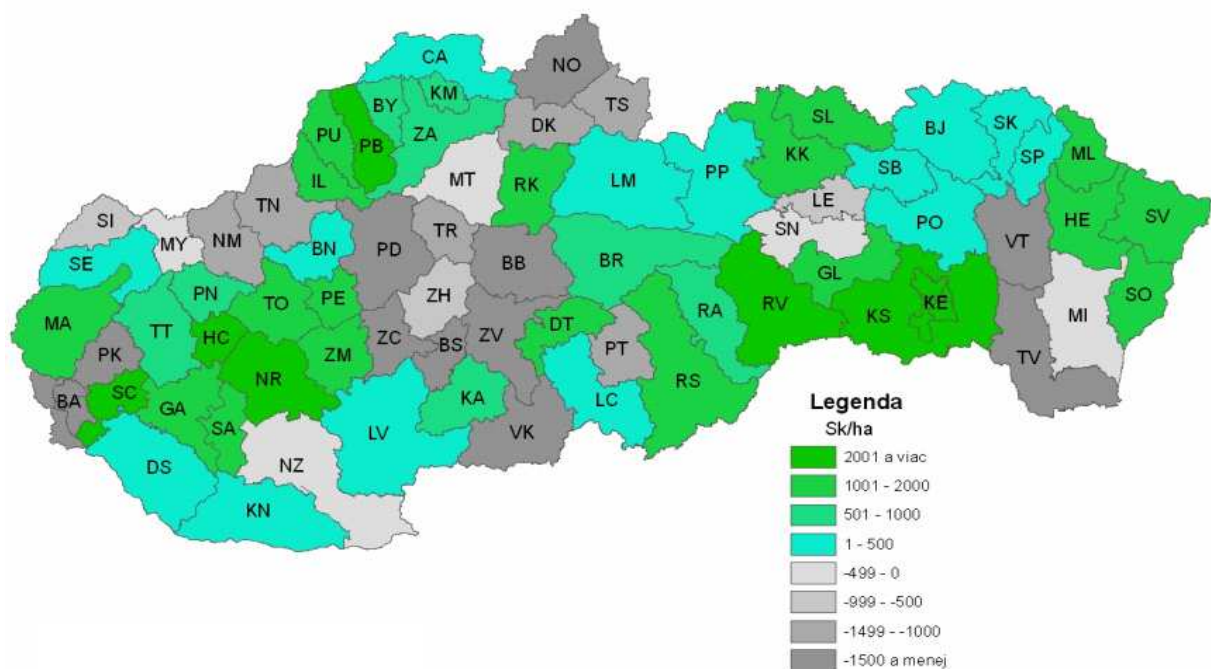 CA
NO
BY
KM
TS
PU
PB
ZA
DK
SL
BJ
SK
SP
ML
IL
MT
RK
LM
PP
KK
SB
TN
LE
HE
SV
SI
MY
NM
BN
PD
TR
SN
PO
SE
BB
BR
GL
VT
PN
TO
PE
ZH
RV
KS
KE
SO
MA
TT
HC
ZM
ZC
BS
ZV
DT
PT
RA
MI
PK
TV
BA
SC
NR
GA
SA
KA
LC
RS
LV
VK
DS
NZ
KN
Legenda
Sk/ha
2001 a viac
1001 - 2000
501 - 1000
1 - 500
-499 - 0
-999 - -500
-1499 - -1000
-1500 a menej